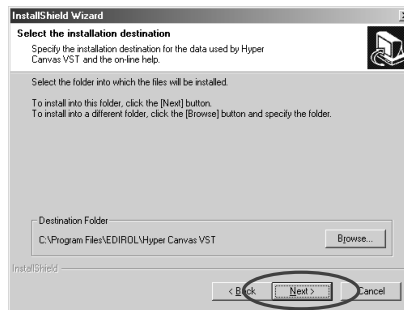 InstallShield Wizard
Select the installation destination
Specify the installation destination for the data used by Hyper
Canvas VST and the on-line help.
Select the folder into which the files will be installed.
To install into this folder, click the [Next] button.
To install into a different folder, click the [Browse] button and specify the folder.
Destination Folder
C:\Program Files\EDIROL\Hyper Canvas VST
Browse...
InstallShield
< Back
Next >
Cancel